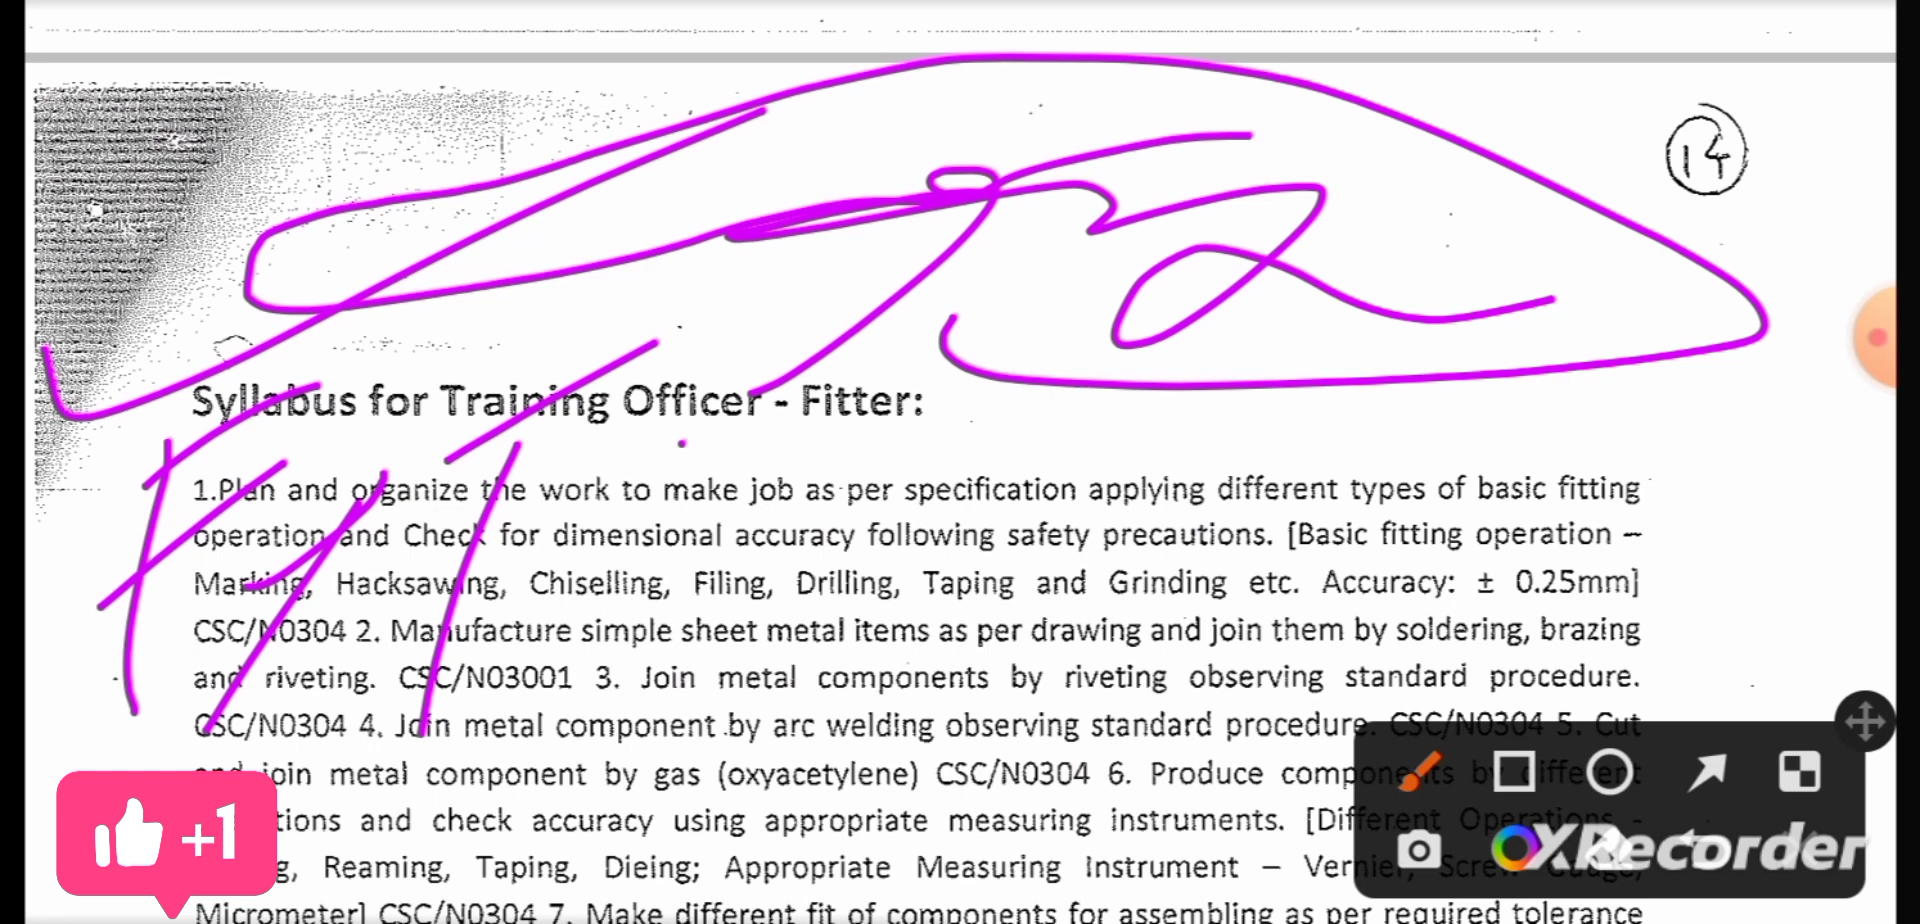 14
Syllabus for Training Officer - Fitter:
1.Plan and organize the work to make job as per specification applying different types of basic fitting
operation and Check for dimensional accuracy following safety precautions. [Basic fitting operation –
Marking, Hacksawing, Chiselling, Filing, Drilling, Taping and Grinding etc. Accuracy: ± 0.25mm]
CSC/N0304 2. Manufacture simple sheet metal items as per drawing and join them by soldering, brazing
and riveting. CSC/N03001 3. Join metal components by riveting observing standard procedure.
CSC/N0304 4. Join metal component by arc welding observing standard procedure. CSC/N0304 5. Cut
and join metal component by gas (oxyacetylene) CSC/N0304 6. Produce components by different
and check accuracy using appropriate measuring instruments. [Different Operations -
Reaming, Taping, Dieing; Appropriate Measuring Instrument – Vernier, Screw Gauge,
Micrometer] CSC/N0304 7. Make different fit of components for assembling as per required tolerance
+1
XRecorder